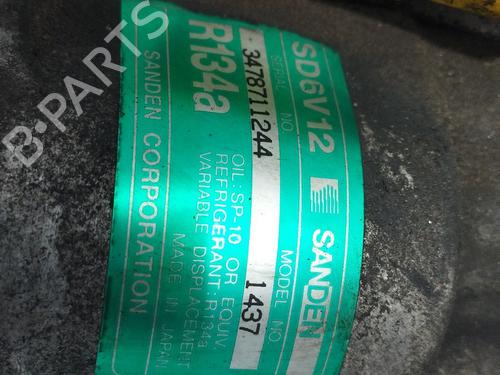 SD6V12
SANDEN
SERIAL NO.
MODEL NO.
3478711244
1437
R134a
OIL: SP-10 OR EQUIV.
REFRIGERANT: R134a
VARIABLE DISPLACEMENT
SANDEN CORPORATION
MADE IN JAPAN
B-PARTS